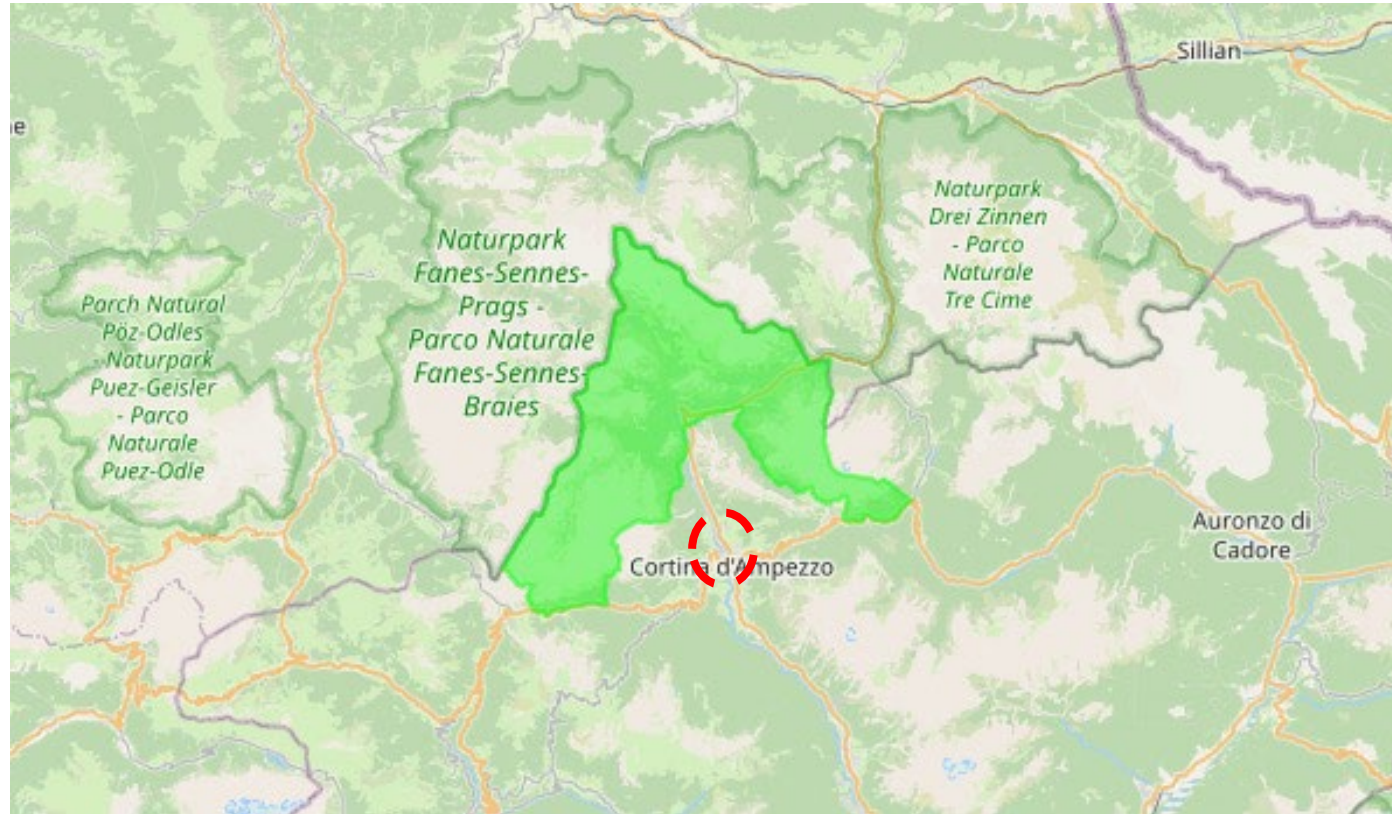 Sillian
e
Naturpark
Drei Zinnen
- Parco
Naturale
Tre Cime
Naturpark
Fanes-Sennes-
Prags -
Parco Naturale
Fanes-Sennes-
Braies
Parch Natural
Pöz-Odles
- Naturpark
Puez-Geisler
- Parco
Naturale
Puez-Odle
Auronzo di
Cadore
Cortina d'Ampezzo